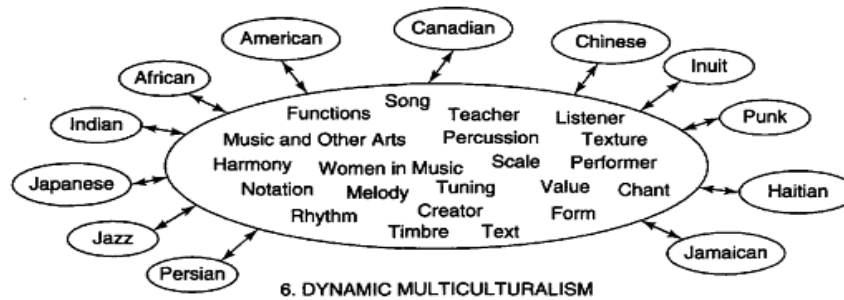 Canadian
American
Chinese
African
Inuit
Indian
Punk
Japanese
Haitian
Jazz
Jamaican
Persian
Song
Functions
Teacher
Listener
Music and Other Arts
Percussion
Texture
Harmony
Women in Music
Scale
Performer
Notation
Melody
Tuning
Value
Chant
Rhythm
Creator
Form
Timbre
Text
6. DYNAMIC MULTICULTURALISM